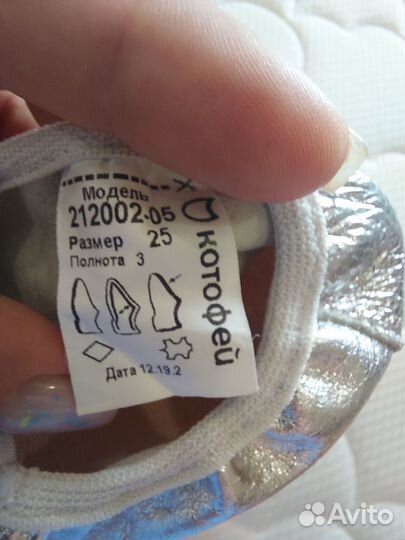 Модель
212002-05
Размер 25
Полнота 3
Дата 12.19.2
котофей
Avito